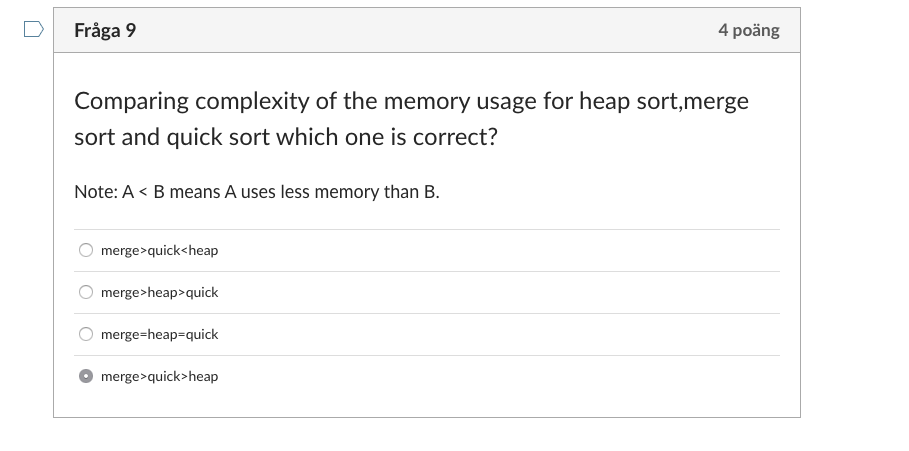 Fråga 9
4 poäng
Comparing complexity of the memory usage for heap sort,merge
sort and quick sort which one is correct?
Note: A < B means A uses less memory than B.
merge>quick<heap
merge>heap>quick
merge=heap=quick
merge>quick>heap